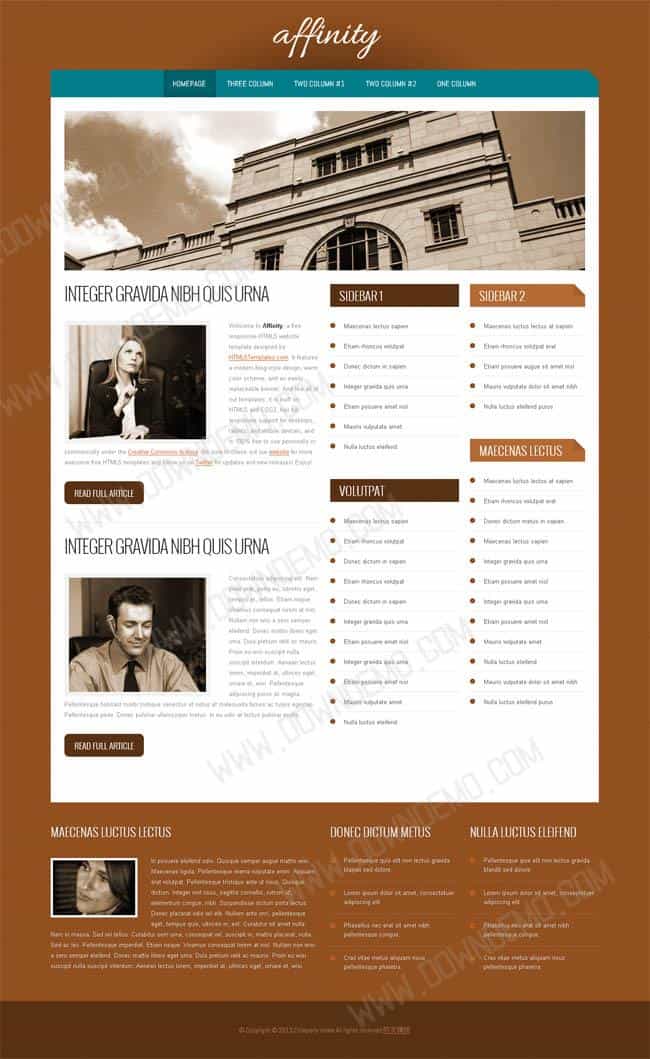 affinity
HOMEPAGE
THREE COLUMN
TWO COLUMN #1
TWO COLUMN #2
ONE COLUMN
INTEGER GRAVIDA NIBH QUIS URNA
Welcome to Affinity, a free
responsive HTML5 website
template designed by
HTML5Templates.com. It features
a modern blog-style design, warm
color scheme, and an easily
replaceable banner. And like all of
our templates, it is built on
HTML5 and CSS3, has full
responsive support for desktops,
tablets, and mobile devices, and
is 100% free to use personally or
commercially under the Creative Commons license. Be sure to check out our website for more
awesome free HTML5 templates and follow us on Twitter for updates and new releases! Enjoy!
READ FULL ARTICLE
INTEGER GRAVIDA NIBH QUIS URNA
Consectetur adipiscing elit. Nam
pede erat, porta eu, lobortis eget,
tempus et, tellus. Etiam neque
Vivamus consequat lorem at nisl.
Nullam non wisi a sem semper
eleifend. Donec mattis libero eget
urna. Duis pretium velit ac mauris.
Proin eu wisi suscipit nulla
suscipit interdum. Aenean lectus
lorem, imperdiet at, ultrices eget,
ornare et, wisi. Pellentesque
adipiscing purus ac magna.
Pellentesque habitant morbi tristique senectus et netus et malesuada fames ac turpis egestas.
Pellentesque pede. Donec pulvinar ullamcorper metus. In eu odio at lectus pulvinar mollis.
READ FULL ARTICLE
SIDEBAR 1
Maecenas lectus sapien
Etiam rhoncus volutpat
Donec dictum in sapien
Integer gravida quis urna
Etiam posuere amet nisl
Mauris vulputate amet
Nulla luctus eleifend
VOLUTPAT
Maecenas lectus sapien
Etiam rhoncus volutpat
Donec dictum in sapien
Etiam rhoncus volutpat
Donec dictum in sapien
Integer gravida quis urna
Etiam posuere amet nisl
Integer gravida quis urna
Etiam posuere amet nisl
Mauris vulputate amet
Nulla luctus eleifend
SIDEBAR 2
Maecenas luctus lectus at sapien
Etiam rhoncus volutpat erat
Etiam posuere augue sit amet nisl
Mauris vulputat dolor sit amet nibh
Nulla luctus eleifend purus
MAECENAS LECTUS
Maecenas luctus lectus at sapien
Etiam rhoncus volutpat erat
Donec dictum metus in sapien
Maecenas lectus sapien
Integer gravida quis urna
Etiam posuere amet nisl
Integer gravida quis urna
Etiam posuere amet nisl
Mauris vulputate amet
Nulla luctus eleifend
Mauris vulputat dolor sit amet nibh
Nulla luctus eleifend purus
MAECENAS LUCTUS LECTUS
In posuere eleifend odio. Quisque semper augue mattis wisi.
Maecenas ligula. Pellentesque viverra vulputate enim. Aliquam
erat volutpat. Pellentesque tristique ante ut risus. Quisque
dictum. Integer nisl risus, sagittis convallis, rutrum id,
elementum congue, nibh. Suspendisse dictum porta lectus.
Donec placerat odio vel elit. Nullam ante orci, pellentesque
eget, tempus quis, ultrices in, est. Curabitur sit amet nulla.
Nam in massa. Sed vel tellus. Curabitur sem urna, consequat vel, suscipit in, mattis placerat, nulla.
Sed ac leo. Pellentesque imperdiet. Etiam neque. Vivamus consequat lorem at nisl. Nullam non wisi
a sem semper eleifend. Donec mattis libero eget urna. Duis pretium velit ac mauris. Proin eu wisi
suscipit nulla suscipit interdum. Aenean lectus lorem, imperdiet at, ultrices eget, ornare et, wisi.
DONEC DICTUM METUS
Pellentesque quis elit non lectus gravida
blandit sed dolore
Lorem ipsum dolor sit amet, consectetuer
adipiscing elit
Phasellus nec erat sit amet nibh
pellentesque congue.
Cras vitae metus aliquam risus
pellentesque pharetra.
NULLA LUCTUS ELEIFEND
Pellentesque quis elit non lectus gravida
blandit sed dolore
Lorem ipsum dolor sit amet, consectetuer
adipiscing elit
Phasellus nec erat sit amet nibh
pellentesque congue.
Cras vitae metus aliquam risus
pellentesque pharetra.
WWW.DOWNDEMO.COM